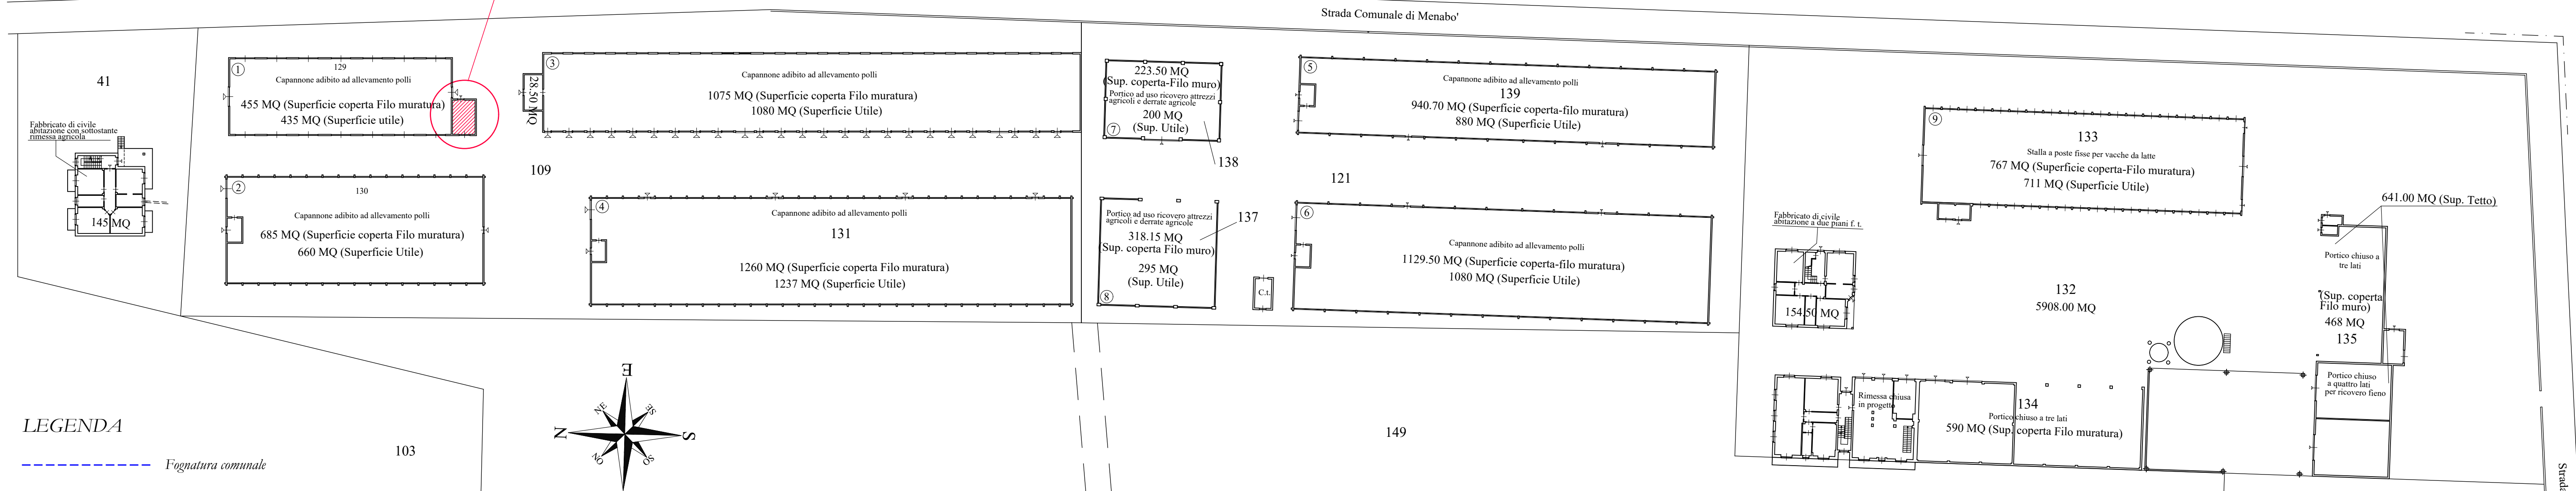 Strada Comunale di Menabo'
41
Fabbricato di civile
abitazione con sottostante
rimessa agricola
145 MQ
1
129
Capannone adibito ad allevamento polli
455 MQ (Superficie coperta Filo muratura)
435 MQ (Superficie utile)
2
130
Capannone adibito ad allevamento polli
685 MQ (Superficie coperta Filo muratura)
660 MQ (Superficie Utile)
28.50 MQ
3
Capannone adibito ad allevamento polli
1075 MQ (Superficie coperta Filo muratura)
1080 MQ (Superficie Utile)
109
4
Capannone adibito ad allevamento polli
131
1260 MQ (Superficie coperta Filo muratura)
1237 MQ (Superficie Utile)
223.50 MQ
(Sup. coperta-Filo muro)
Portico ad uso ricovero attrezzi
agricoli e derrate agricole
200 MQ
(Sup. Utile)
7
138
Portico ad uso ricovero attrezzi
agricoli e derrate agricole
318.15 MQ
(Sup. coperta Filo muro)
295 MQ
(Sup. Utile)
8
137
C.t.
5
Capannone adibito ad allevamento polli
139
940.70 MQ (Superficie coperta-filo muratura)
880 MQ (Superficie Utile)
121
6
Capannone adibito ad allevamento polli
1129.50 MQ (Superficie coperta-filo muratura)
1080 MQ (Superficie Utile)
9
133
Stalla a poste fisse per vacche da latte
767 MQ (Superficie coperta-Filo muratura)
711 MQ (Superficie Utile)
Fabbricato di civile
abitazione a due piani f. t.
154.50 MQ
132
5908.00 MQ
641.00 MQ (Sup. Tetto)
Portico chiuso a
tre lati
(Sup. coperta
Filo muro)
468 MQ
135
Portico chiuso
a quattro lati
per ricovero fieno
Rimessa chiusa
in progetto
134
Portico chiuso a tre lati
590 MQ (Sup. coperta Filo muratura)
149
103
E
NE
SE
N
S
NO
SO
LEGENDA
Fognatura comunale
Strada